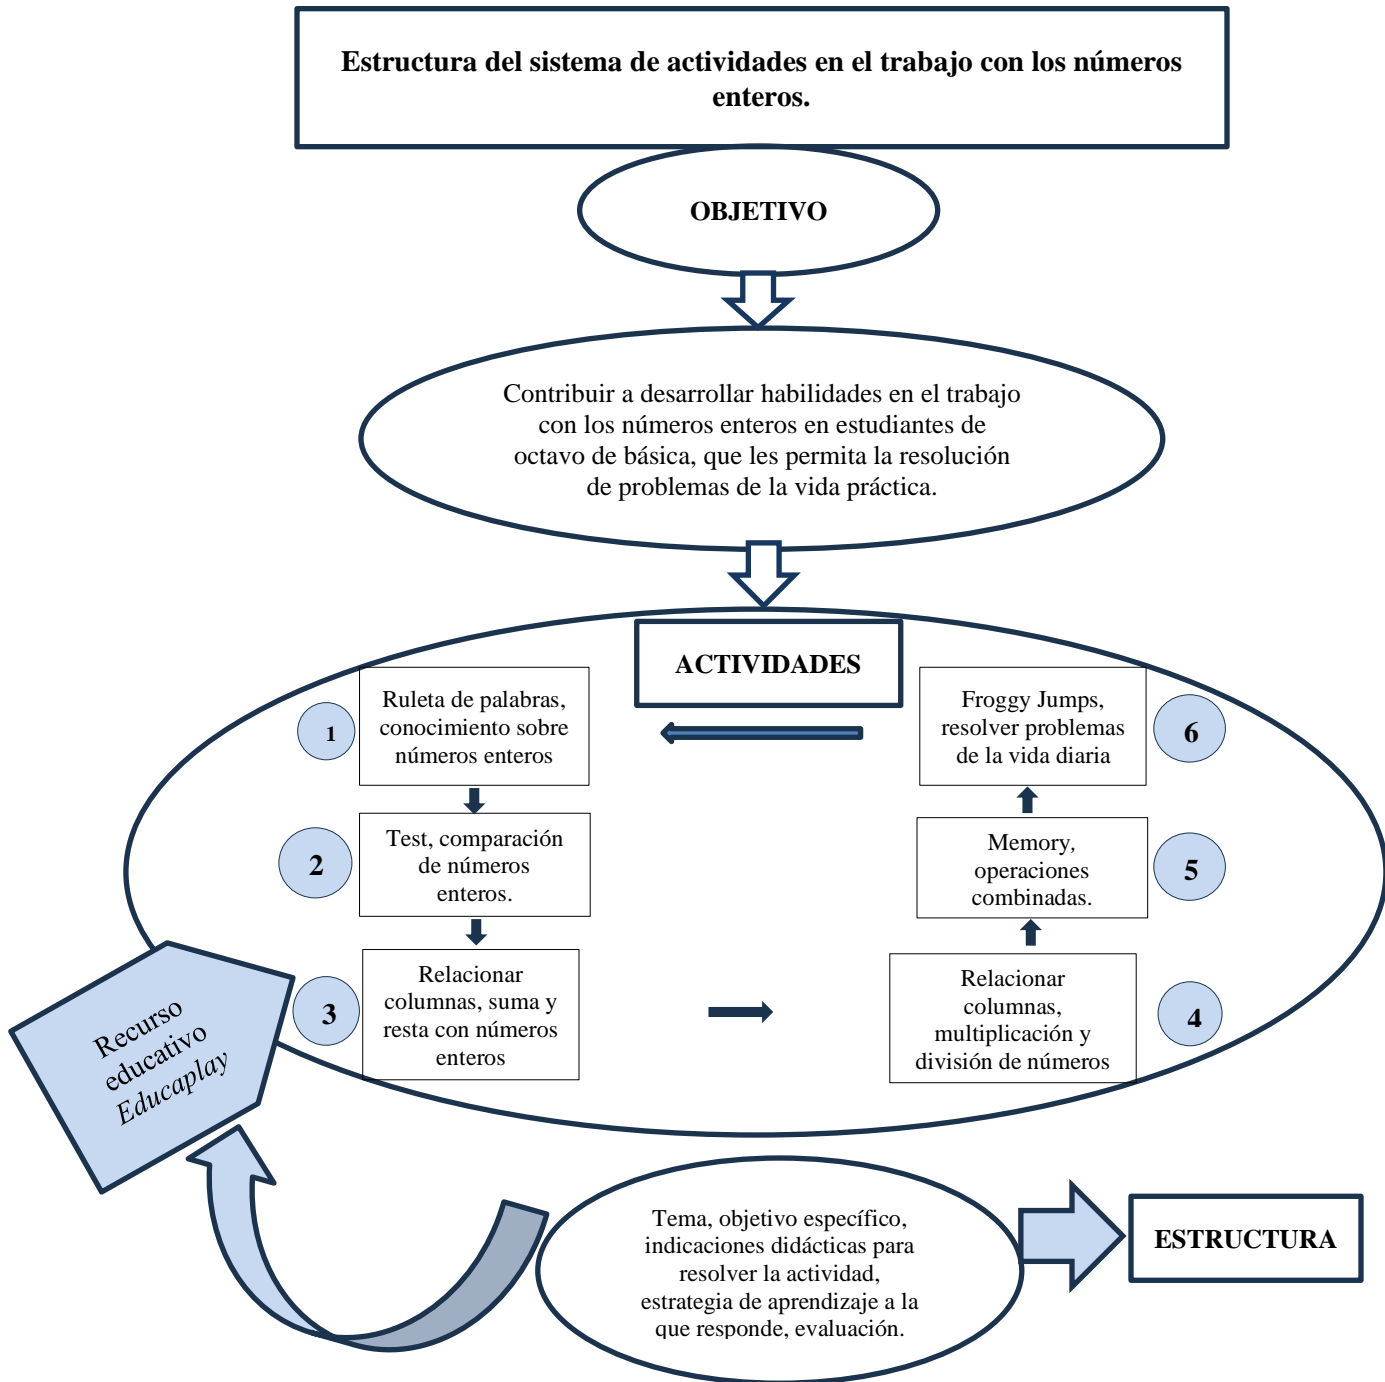 Estructura del sistema de actividades en el trabajo con los números
enteros.
OBJETIVO
Contribuir a desarrollar habilidades en el trabajo
con los números enteros en estudiantes de
octavo de básica, que les permita la resolución
de problemas de la vida práctica.
ACTIVIDADES
1
Ruleta de palabras,
conocimiento sobre
números enteros
2
Test, comparación
de números
enteros.
3
Relacionar
columnas, suma y
resta con números
enteros
4
Relacionar
columnas,
multiplicación y
división de números
5
Memory,
operaciones
combinadas.
6
Froggy Jumps,
resolver problemas
de la vida diaria
Recurso
educativo
Educaplay
Tema, objetivo específico,
indicaciones didácticas para
resolver la actividad,
estrategia de aprendizaje a la
que responde, evaluación.
ESTRUCTURA